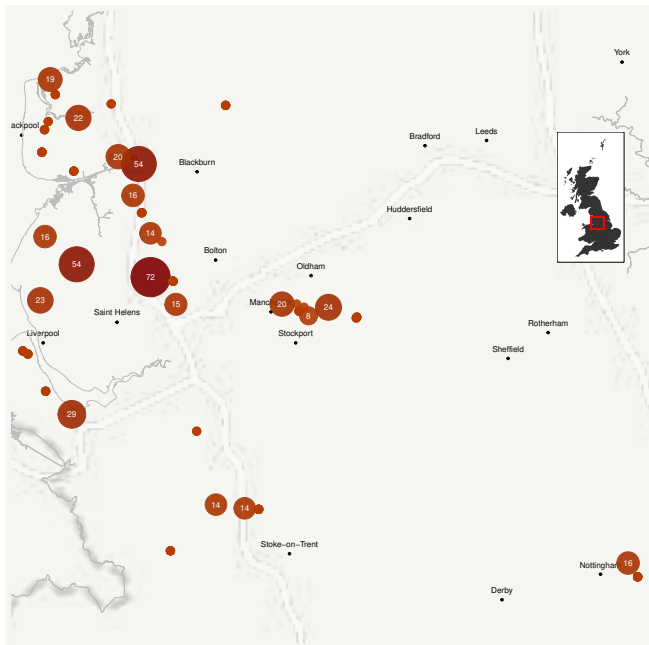 York
19
22
ackpool
Bradford
Leeds
20
54
Blackburn
16
Huddersfield
14
16
Bolton
54
72
Oldham
23
15
Manc
20
8
24
Saint Helens
Rotherham
Liverpool
Stockport
Sheffield
29
14
14
Stoke−on−Trent
Nottingham
16
Derby